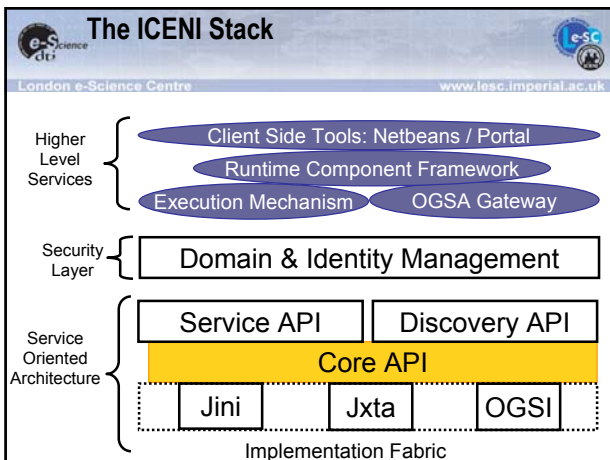 The ICENI Stack
e-Science
dti
e-sc
London e-Science Centre
www.lesc.imperial.ac.uk
Higher
Level
Services
Client Side Tools: Netbeans / Portal
Runtime Component Framework
Execution Mechanism
OGSA Gateway
Security
Layer
Domain & Identity Management
Service
Oriented
Architecture
Service API
Discovery API
Core API
Jini
Jxta
OGSI
Implementation Fabric